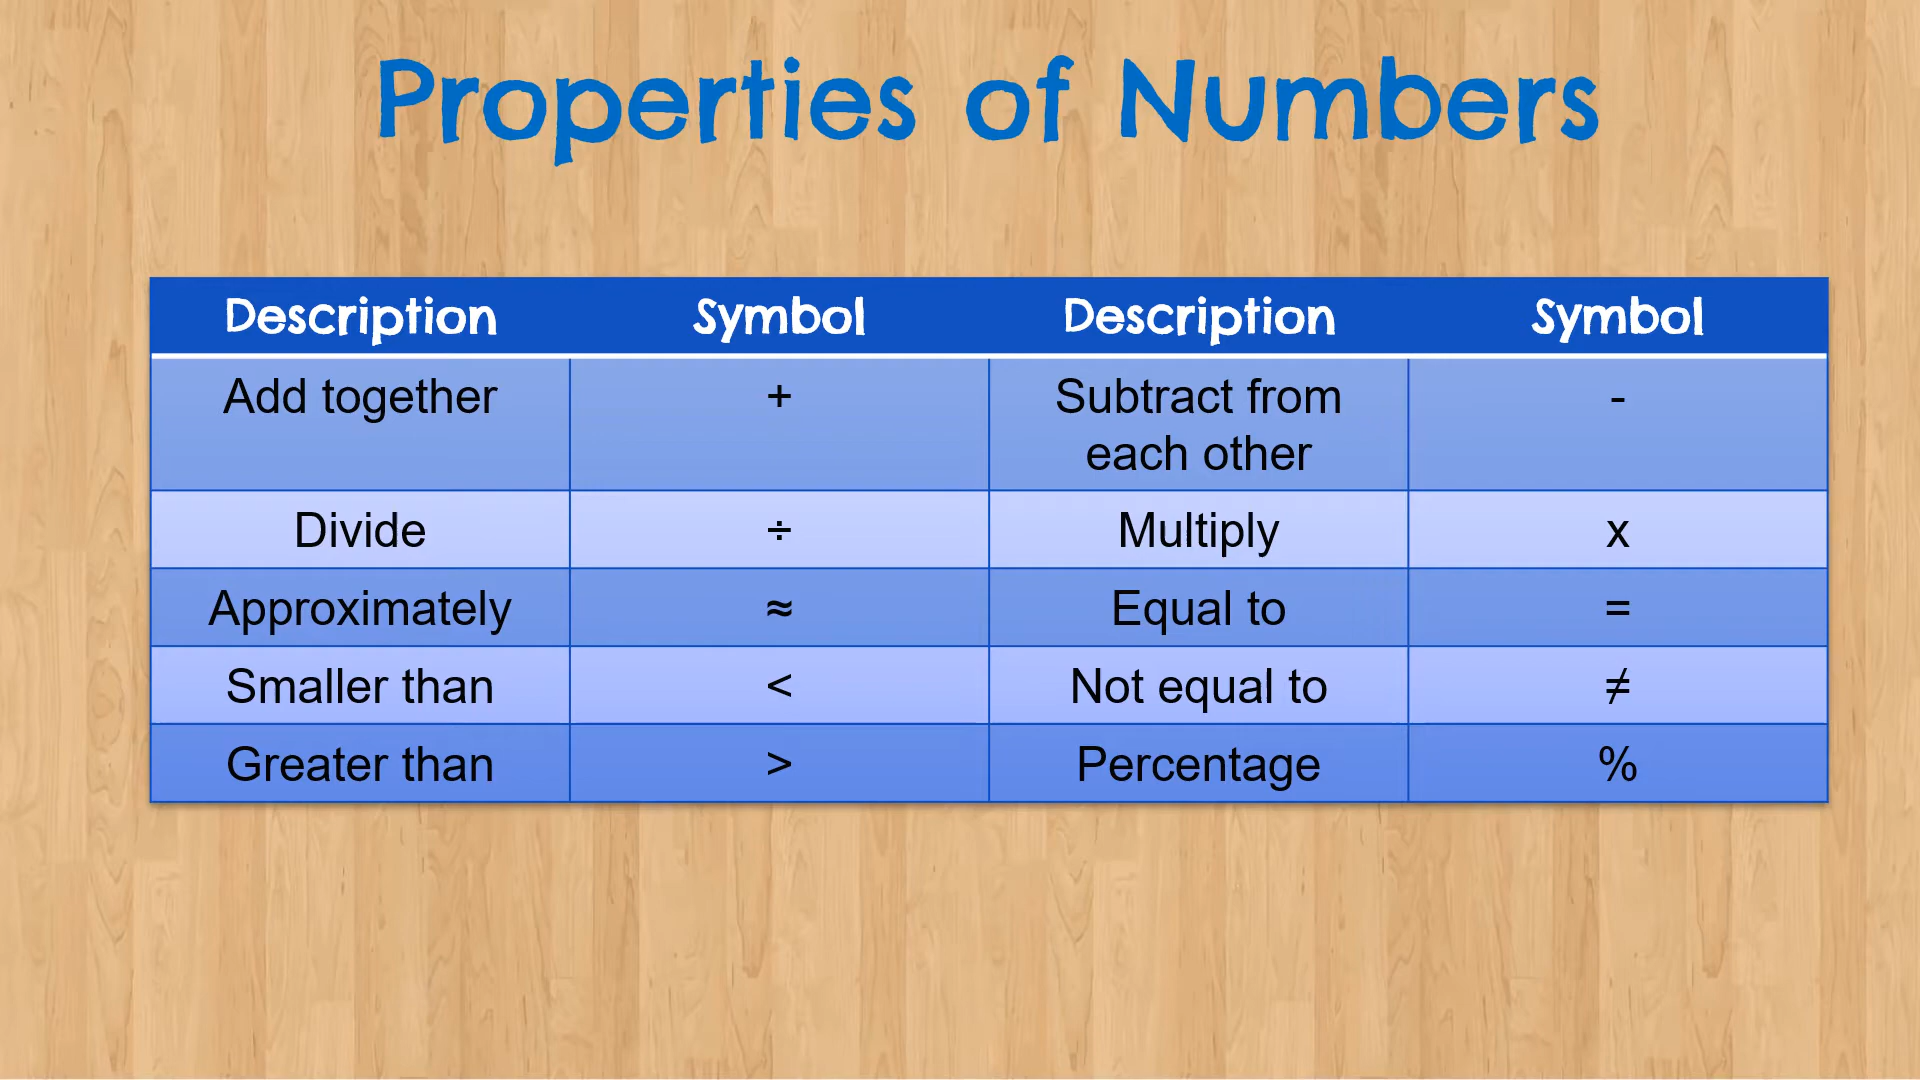 Properties of Numbers
Description Symbol Description Symbol
Add together + Subtract from each other -
Divide ÷ Multiply x
Approximately ≈ Equal to =
Smaller than < Not equal to ≠
Greater than > Percentage %